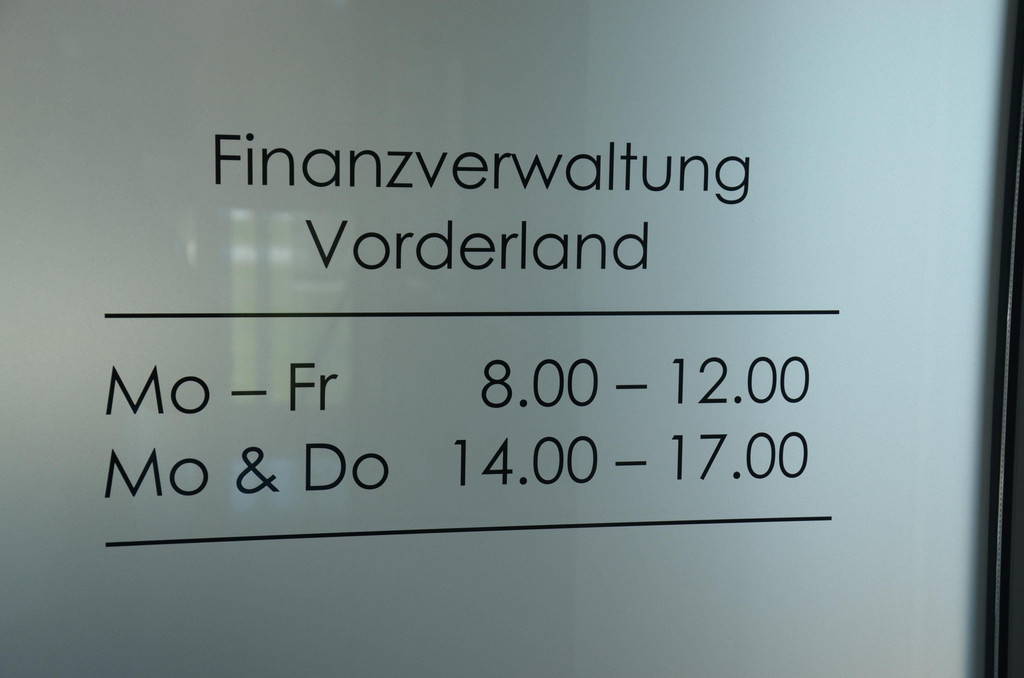 Finanzverwaltung
Vorderland
Mo – Fr 8.00 – 12.00
Mo & Do 14.00 – 17.00